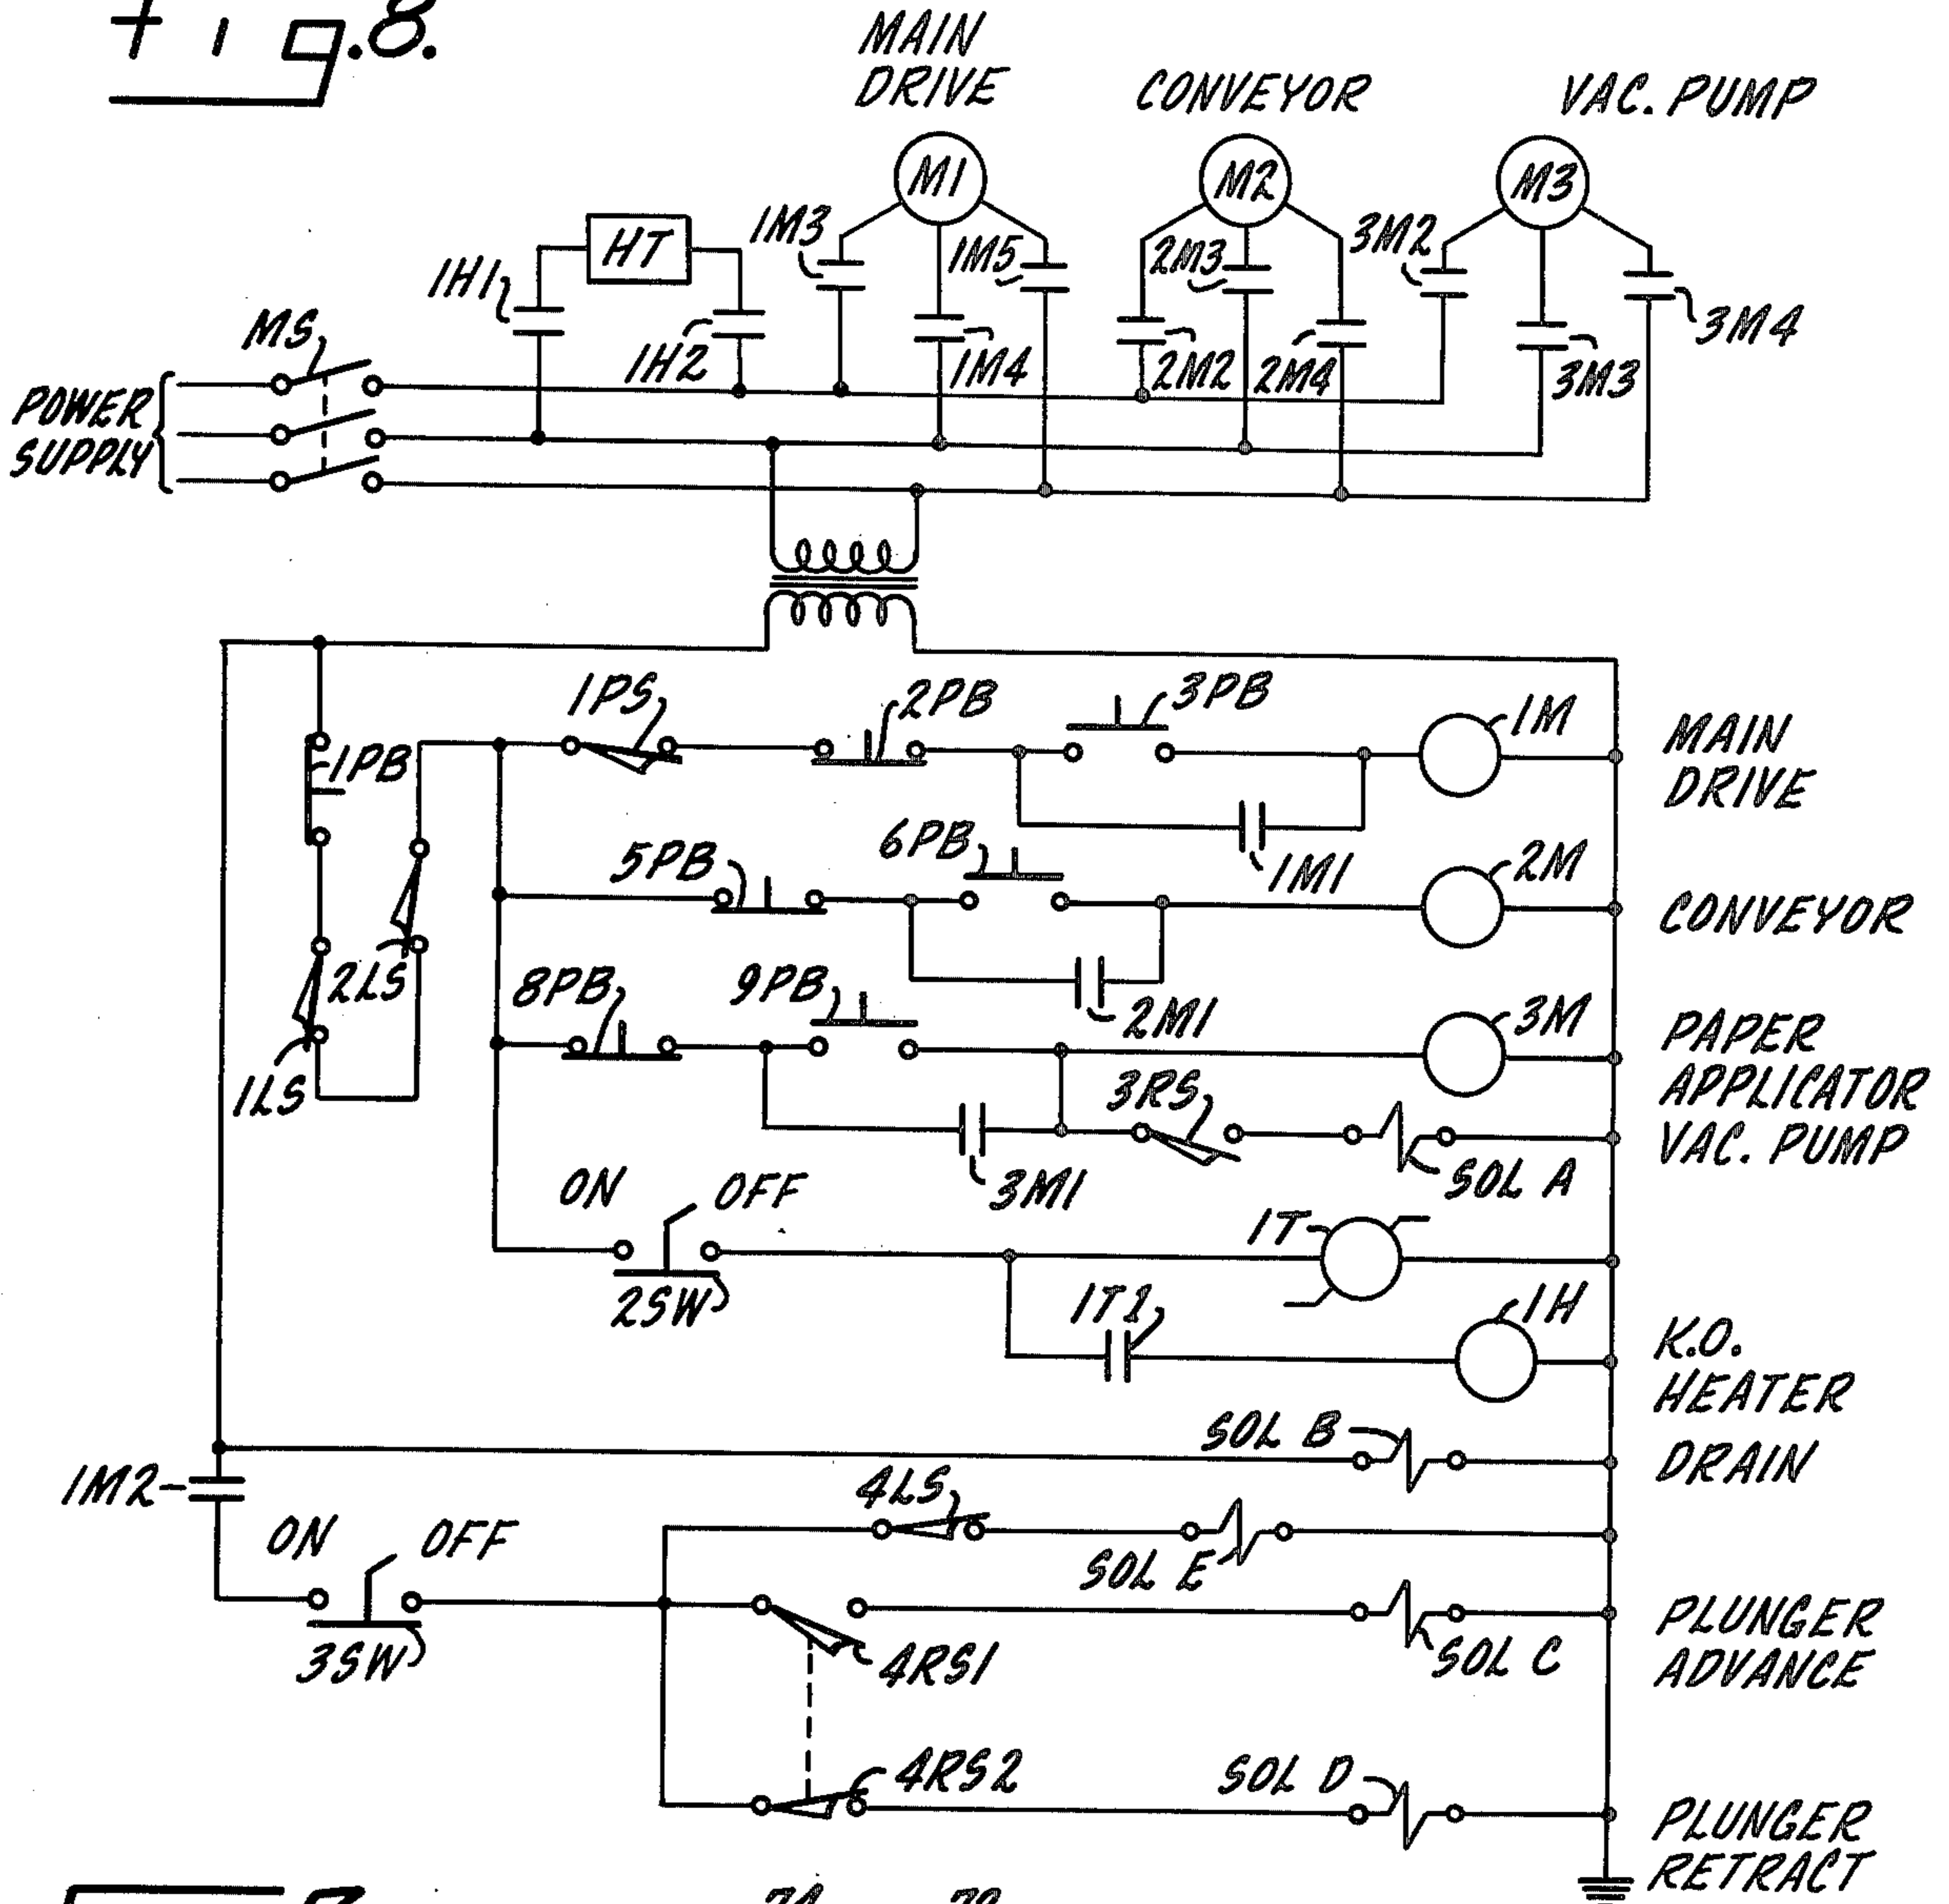 Fig.8.
MAIN
DRIVE
CONVEYOR
VAC. PUMP
M1
M2
M3
HT
1H1
1H2
1M3
1M4
1M5
2M2
2M3
2M4
3M2
3M3
3M4
MS
POWER
SUPPLY
1PS
2PB
3PB
1M
MAIN
DRIVE
1PB
1M1
5PB
6PB
2M
CONVEYOR
2LS
2M1
8PB
9PB
3M
PAPER
APPLICATOR
VAC. PUMP
1LS
3RS
3M1
SOL A
ON
OFF
2SW
1T
1T1
1H
K.O.
HEATER
SOL B
DRAIN
1M2
4LS
SOL E
ON
OFF
3SW
4RS1
SOL C
PLUNGER
ADVANCE
4RS2
SOL D
PLUNGER
RETRACT